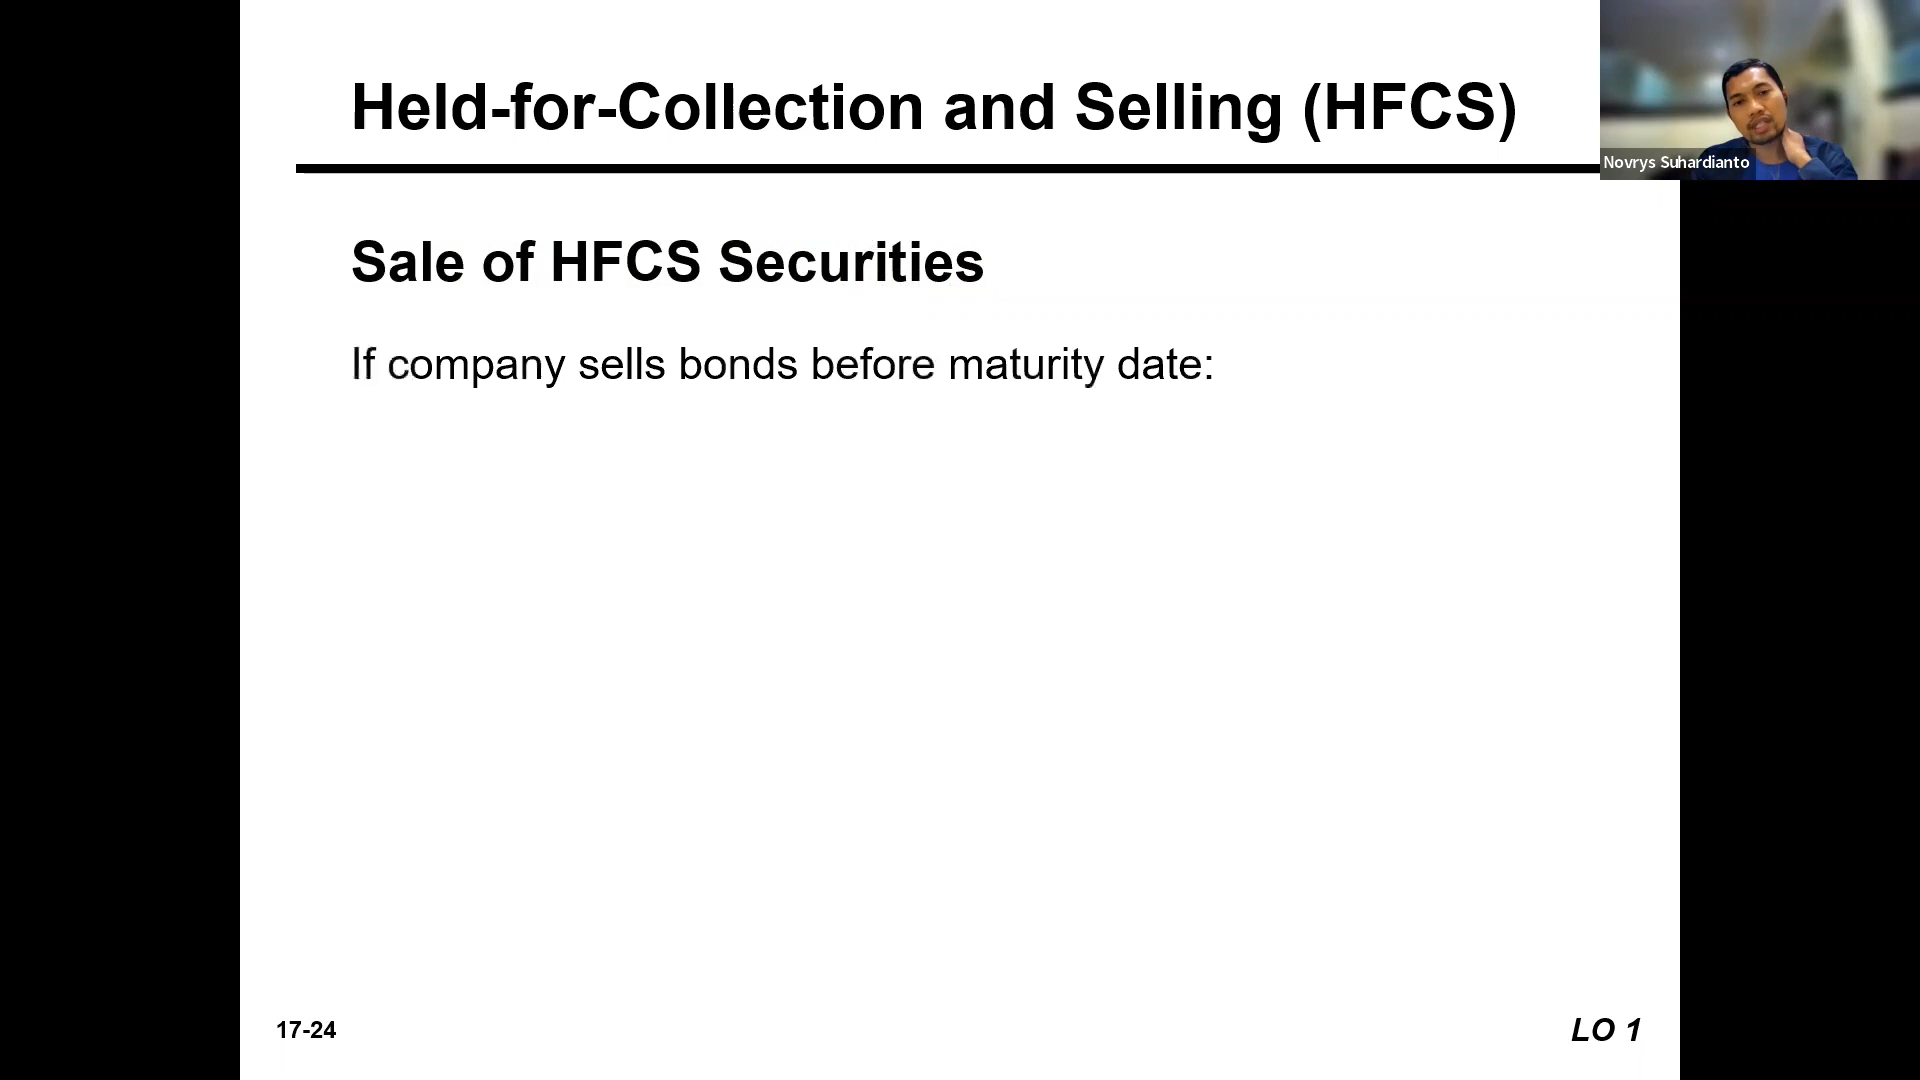 Held-for-Collection and Selling (HFCS)
Novrys Suhardianto
Sale of HFCS Securities
If company sells bonds before maturity date:
17-24
LO 1